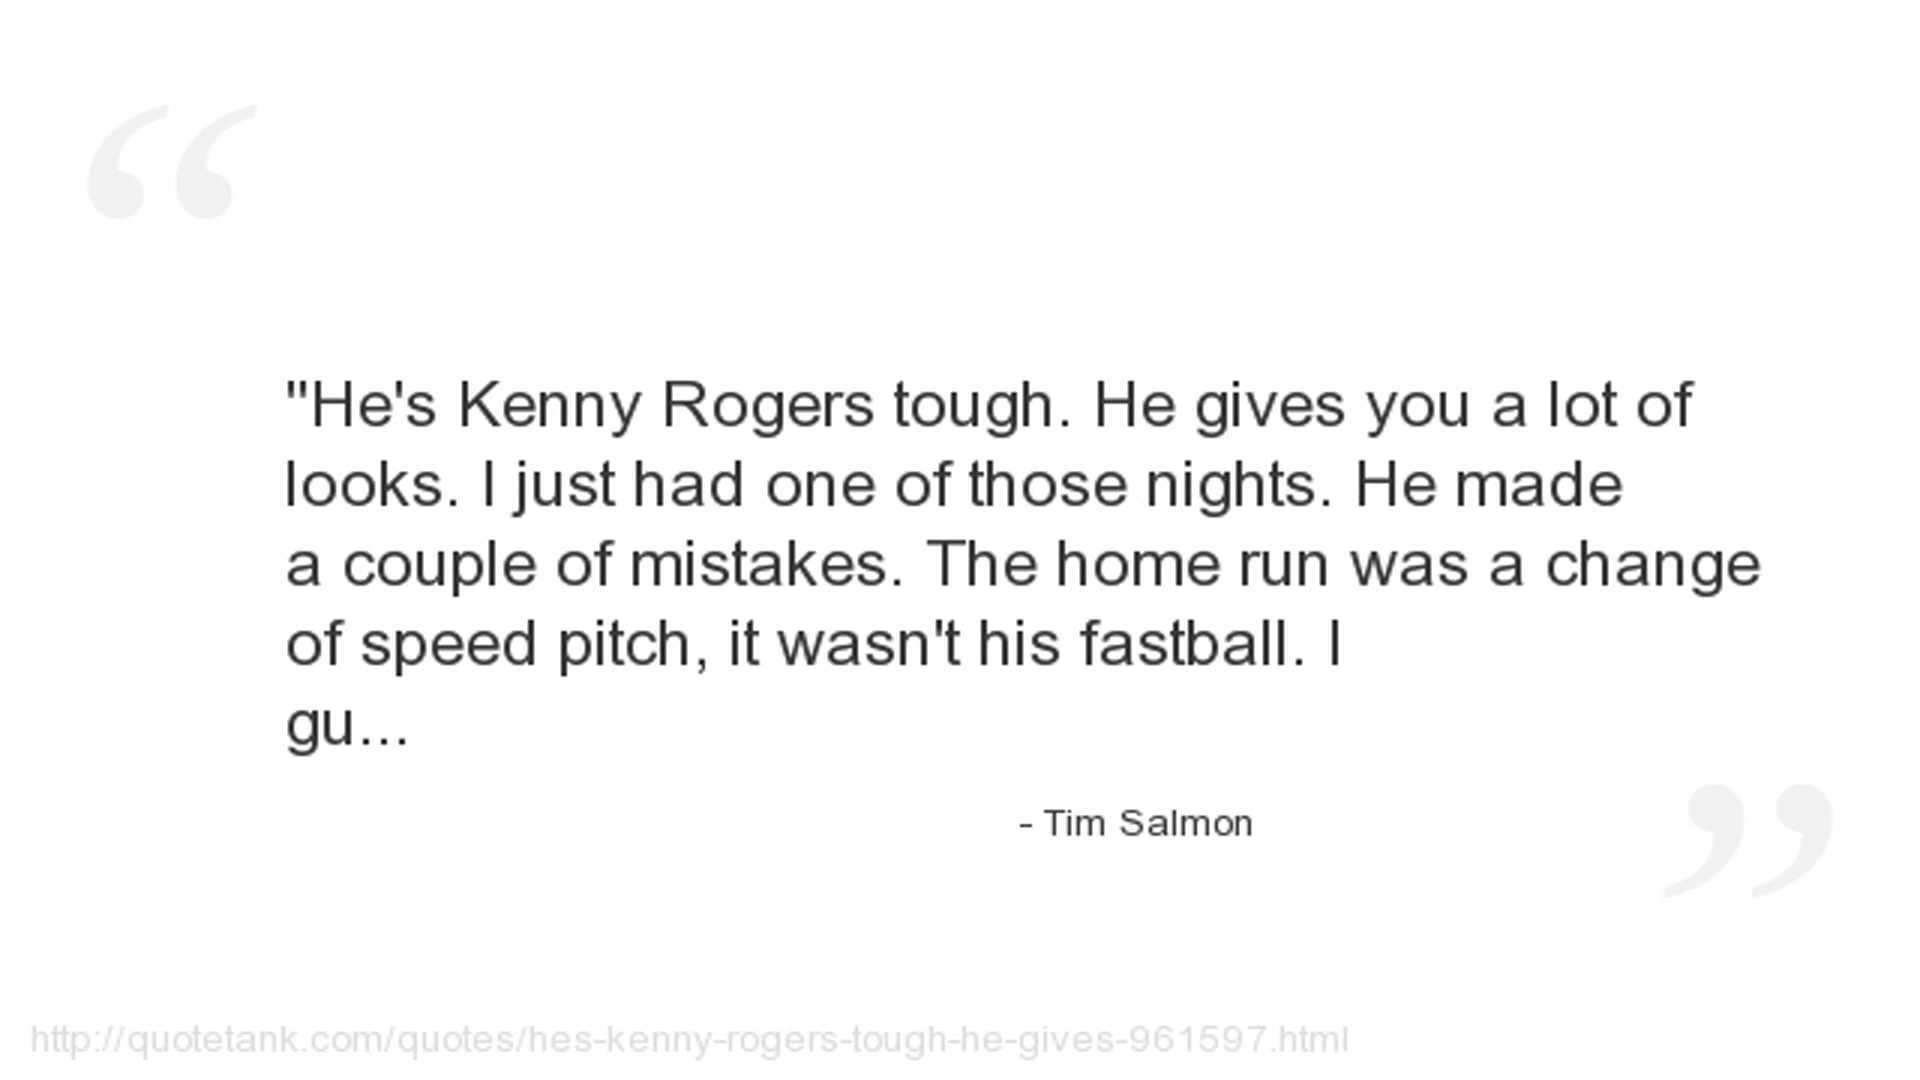 "He's Kenny Rogers tough. He gives you a lot of
looks. I just had one of those nights. He made
a couple of mistakes. The home run was a change
of speed pitch, it wasn't his fastball. I
gu...
- Tim Salmon
http://quotetank.com/quotes/hes-kenny-rogers-tough-he-gives-961597.html